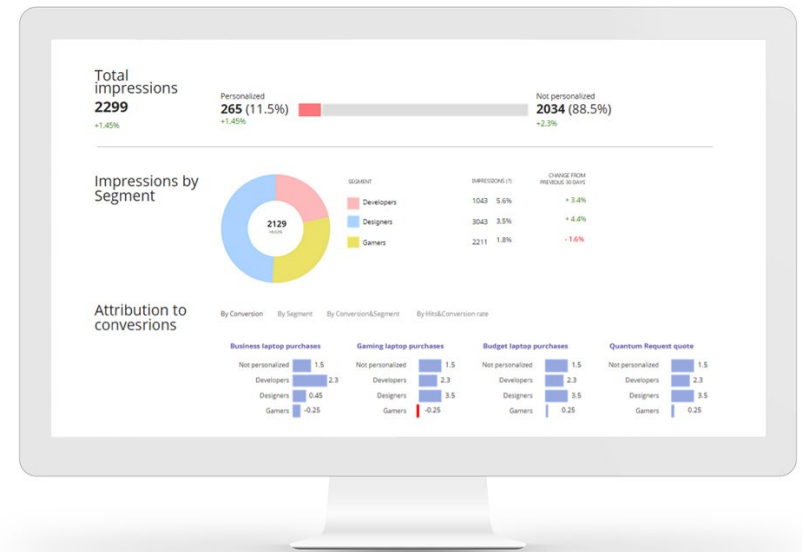 Total
impressions
2299
+1.45%
Personalized
265 (11.5%)
+1.45%
Not personalized
2034 (88.5%)
+2.3%
Impressions by
Segment
2129
SEGMENT IMPRESSIONS (?) CHANGE FROM
PREVIOUS 30 DAYS
Developers 1043 5.6% + 3.4%
Designers 3043 3.5% + 4.4%
Gamers 2211 1.8% - 1.6%
Attribution to
convesrions
By Conversion By Segment By Conversion&Segment By Hits&Conversion rate
Business laptop purchases
Not personalized 1.5
Developers 2.3
Designers 0.45
Gamers -0.25
Gaming laptop purchases
Not personalized 1.5
Developers 2.3
Designers 3.5
Gamers -0.25
Budget laptop purchases
Not personalized 1.5
Developers 2.3
Designers 3.5
Gamers 0.25
Quantum Request quote
Not personalized 1.5
Developers 2.3
Designers 3.5
Gamers 0.25